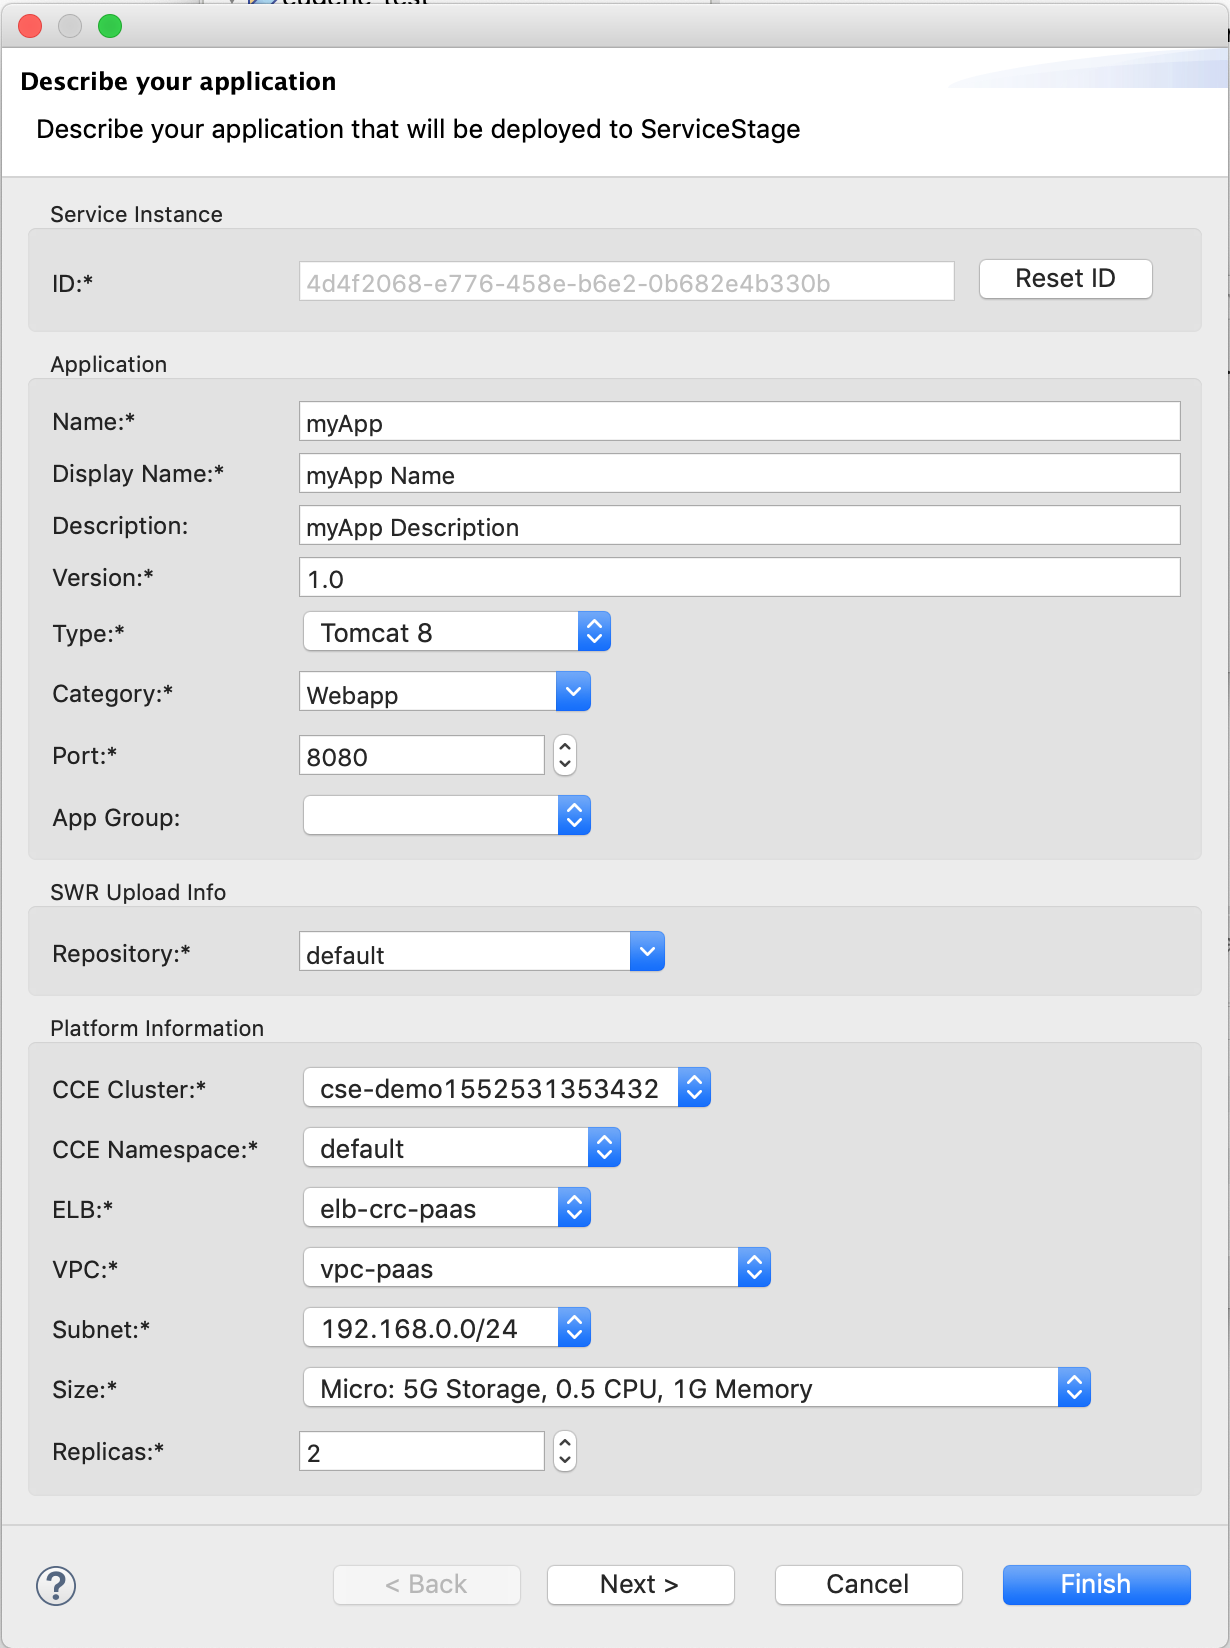 Describe your application
Describe your application that will be deployed to ServiceStage
Service Instance
ID:* 4d4f2068-e776-458e-b6e2-0b682e4b330b Reset ID
Application
Name:* myApp
Display Name:* myApp Name
Description: myApp Description
Version:* 1.0
Type:* Tomcat 8
Category:* Webapp
Port:* 8080
App Group:
SWR Upload Info
Repository:* default
Platform Information
CCE Cluster:* cse-demo1552531353432
CCE Namespace:* default
ELB:* elb-crc-paas
VPC:* vpc-paas
Subnet:* 192.168.0.0/24
Size:* Micro: 5G Storage, 0.5 CPU, 1G Memory
Replicas:* 2
? < Back Next > Cancel Finish